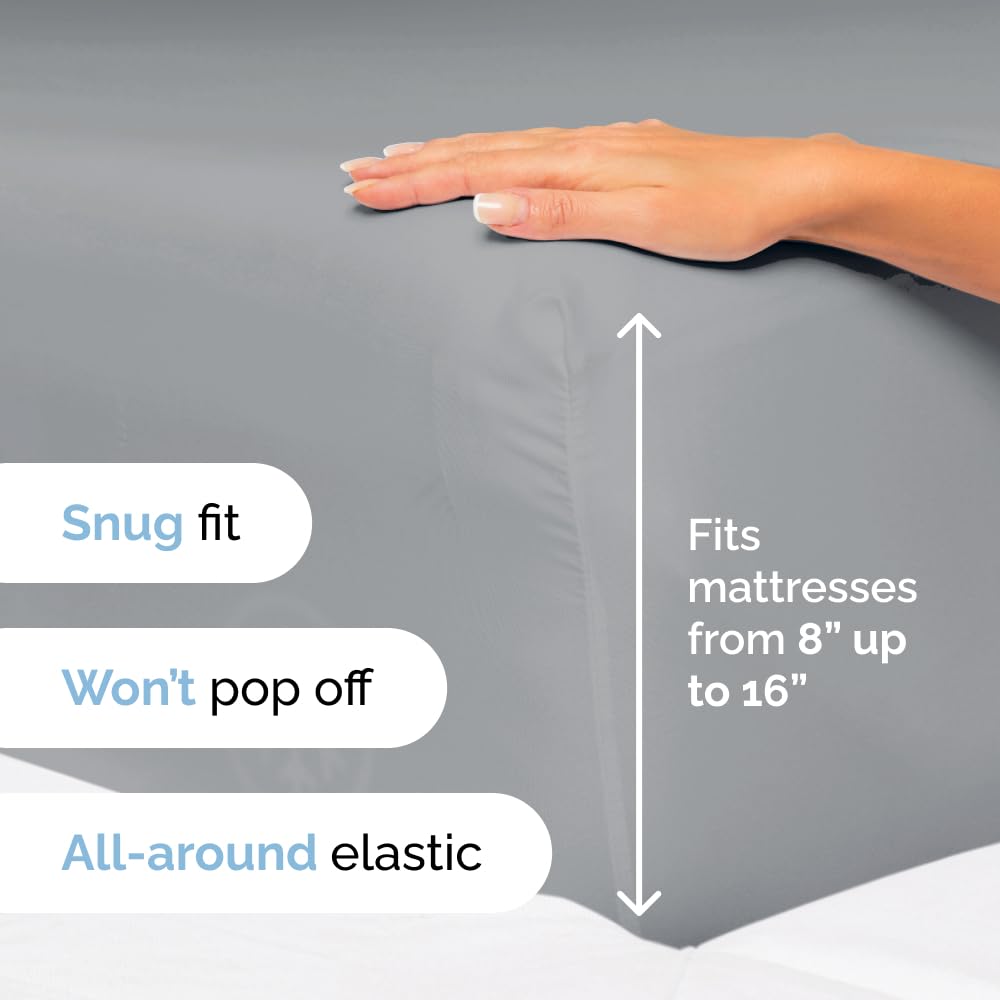 Snug fit
Won’t pop off
All-around elastic
Fits
mattresses
from 8” up
to 16”